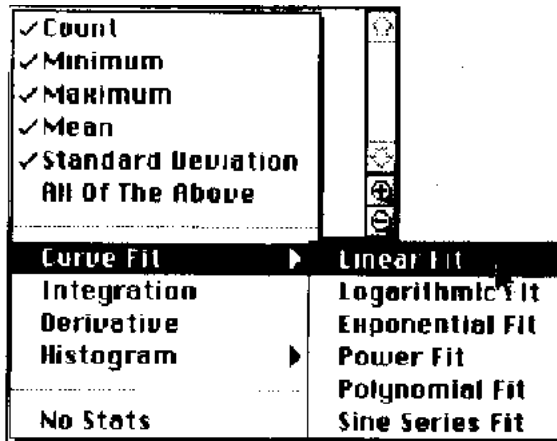 ✓Count
✓Minimum
✓Maximum
✓Mean
✓Standard Deviation
All Of The Above
Curve Fit
Integration
Derivative
Histogram
No Stats
Linear Fit
Logarithmic Fit
Exponential Fit
Power Fit
Polynomial Fit
Sine Series Fit